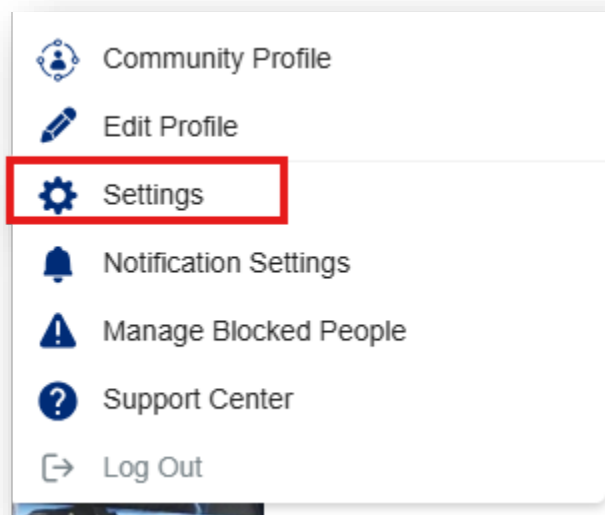 Community Profile
Edit Profile
Settings
Notification Settings
Manage Blocked People
Support Center
Log Out